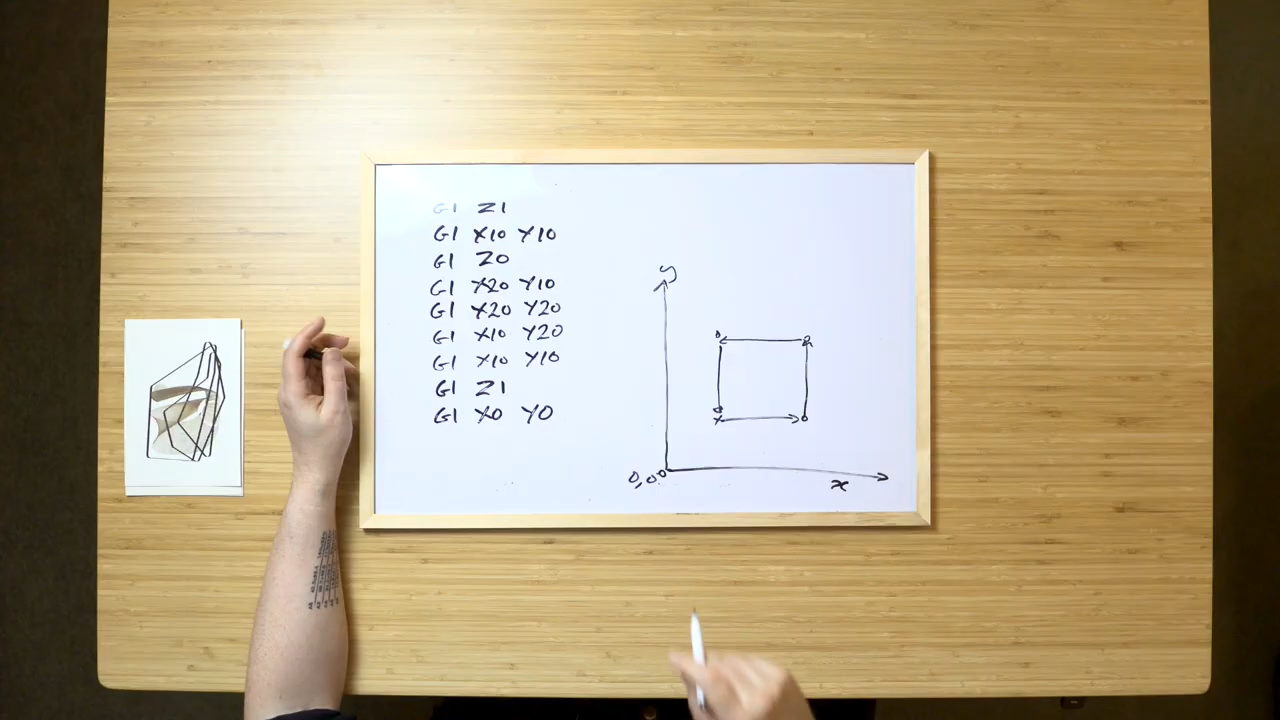 G1 Z1
G1 X10 Y10
G1 Z0
G1 X20 Y10
G1 X20 Y20
G1 X10 Y20
G1 X10 Y10
G1 Z1
G1 X0 Y0
y
0,0
x